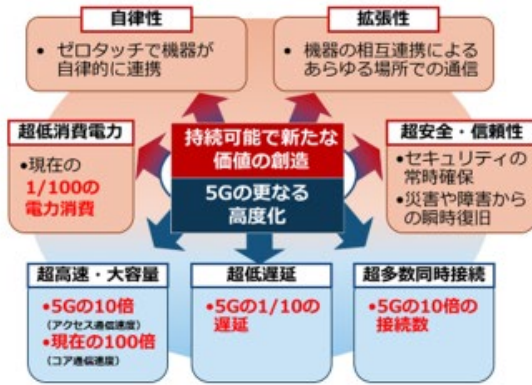 自律性
• ゼロタッチで機器が
自律的に連携
拡張性
• 機器の相互連携による
あらゆる場所での通信
超低消費電力
•現在の
1/100の
電力消費
持続可能で新たな
価値の創造
5Gの更なる
高度化
超安全・信頼性
•セキュリティの
常時確保
•災害や障害から
の瞬時復旧
超高速・大容量
•5Gの10倍
(アクセス通信速度)
•現在の100倍
(コア通信速度)
超低遅延
•5Gの1/10の
遅延
超多数同時接続
•5Gの10倍の
接続数